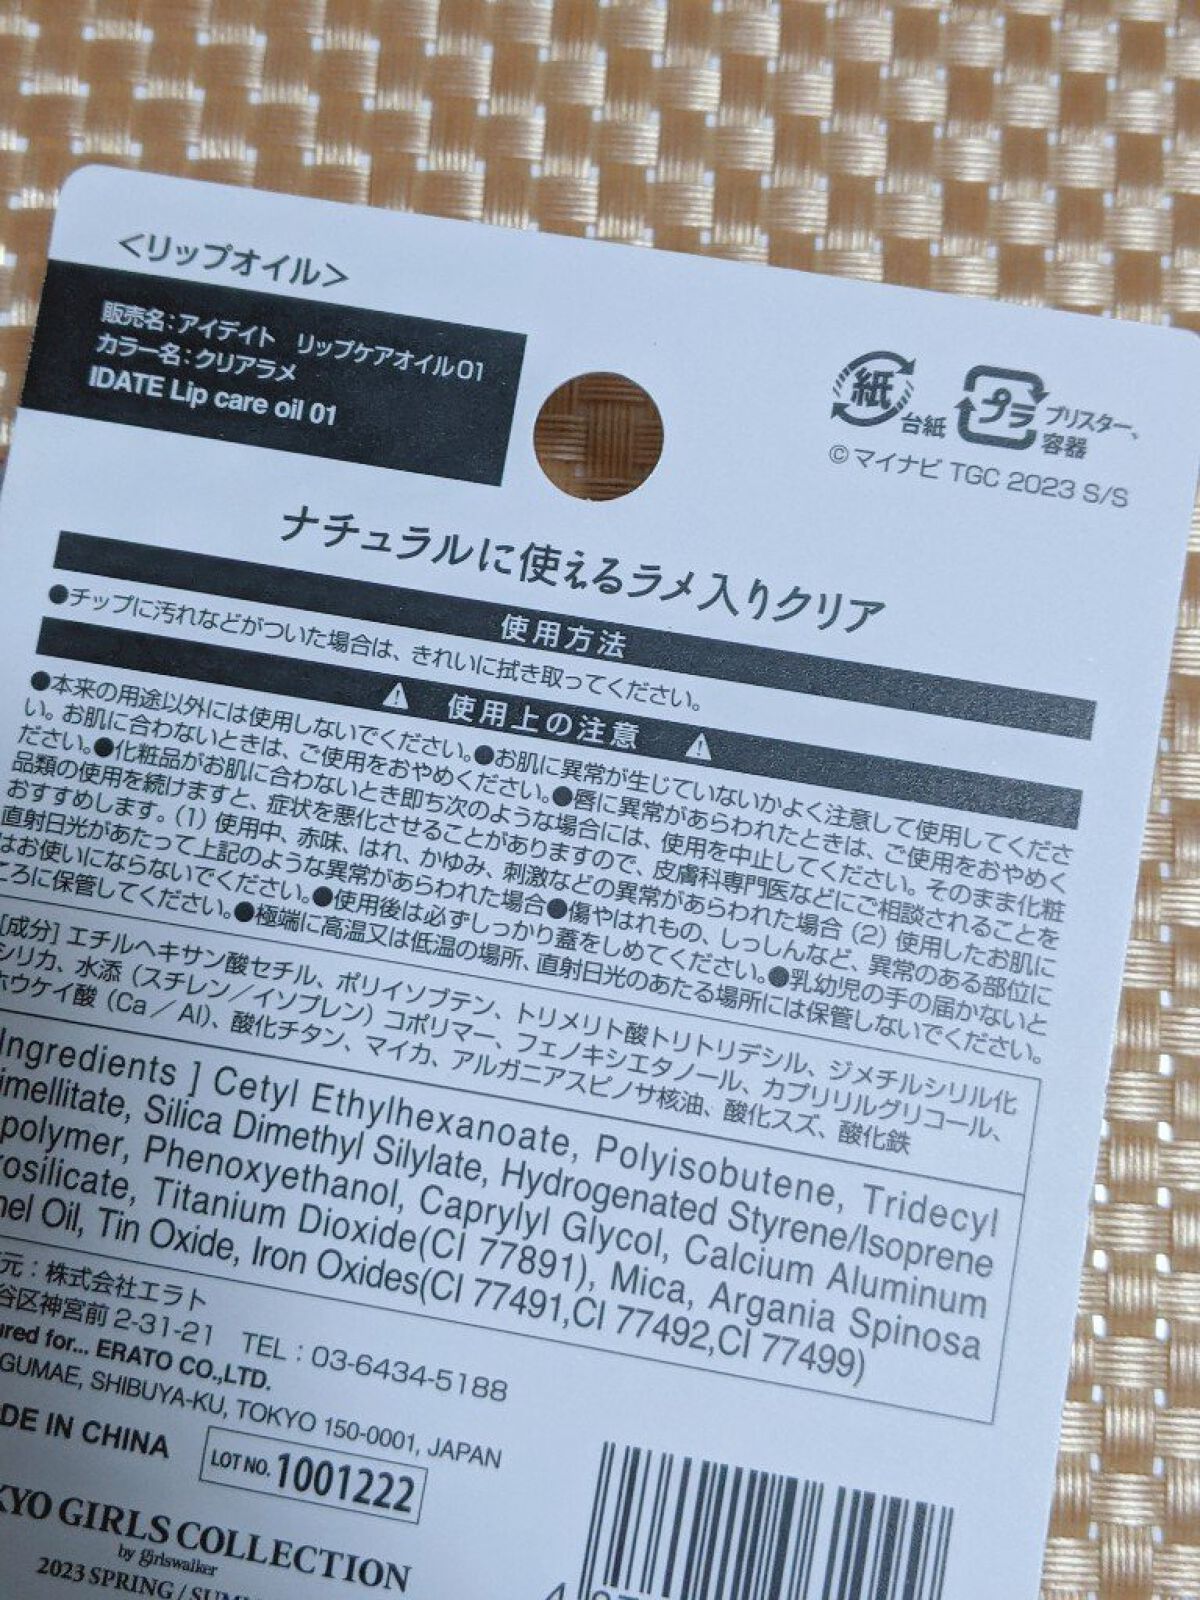 <リップオイル>
販売名：アイデイト リップケアオイル01
カラー名：クリアラメ
IDATE Lip care oil 01
紙
台紙
プラ
ブリスター、
容器
©マイナビ TGC 2023 S/S
ナチュラルに使えるラメ入りクリア
使用方法
●チップに汚れなどがついた場合は、きれいに拭き取ってください。
使用上の注意
●本来の用途以外には使用しないでください。●お肌に異常が生じていないかよく注意して使用してくださ
い。お肌に合わないときは、ご使用をおやめください。●唇に異常があらわれたときは、ご使用をおやめく
ださい。●化粧品がお肌に合わないとき即ち次のような場合には、使用を中止してください。そのまま化粧
品類の使用を続けますと、症状を悪化させることがありますので、皮膚科専門医などにご相談されることを
おすすめします。(1) 使用中、赤味、はれ、かゆみ、刺激などの異常があらわれた場合 (2) 使用したお肌に
直射日光があたって上記のような異常があらわれた場合●傷やはれもの、しっしんなど、異常のある部位に
はお使いにならないでください。●使用後は必ずしっかり蓋をしめてください。●乳幼児の手の届かないと
ころに保管してください。●極端に高温又は低温の場所、直射日光のあたる場所には保管しないでください。
[成分] エチルヘキサン酸セチル、ポリイソブテン、トリメリト酸トリトリデシル、ジメチルシリル化
シリカ、水添 (スチレン／イソプレン) コポリマー、フェノキシエタノール、カプリリルグリコール、
ホウケイ酸 (Ca／Al)、酸化チタン、マイカ、アルガニアスピノサ核油、酸化スズ、酸化鉄
Ingredients ] Cetyl Ethylhexanoate, Polyisobutene, Tridecyl
imellitate, Silica Dimethyl Silylate, Hydrogenated Styrene/Isoprene
polymer, Phenoxyethanol, Caprylyl Glycol, Calcium Aluminum
rosilicate, Titanium Dioxide(CI 77891), Mica, Argania Spinosa
nel Oil, Tin Oxide, Iron Oxides(CI 77491,CI 77492,CI 77499)
元：株式会社エラト
谷区神宮前 2-31-21 TEL：03-6434-5188
ured for... ERATO CO.,LTD.
GUMAE, SHIBUYA-KU, TOKYO 150-0001, JAPAN
DE IN CHINA
LOT NO. 1001222
KYO GIRLS COLLECTION
by girlswalker
2023 SPRING / SUM